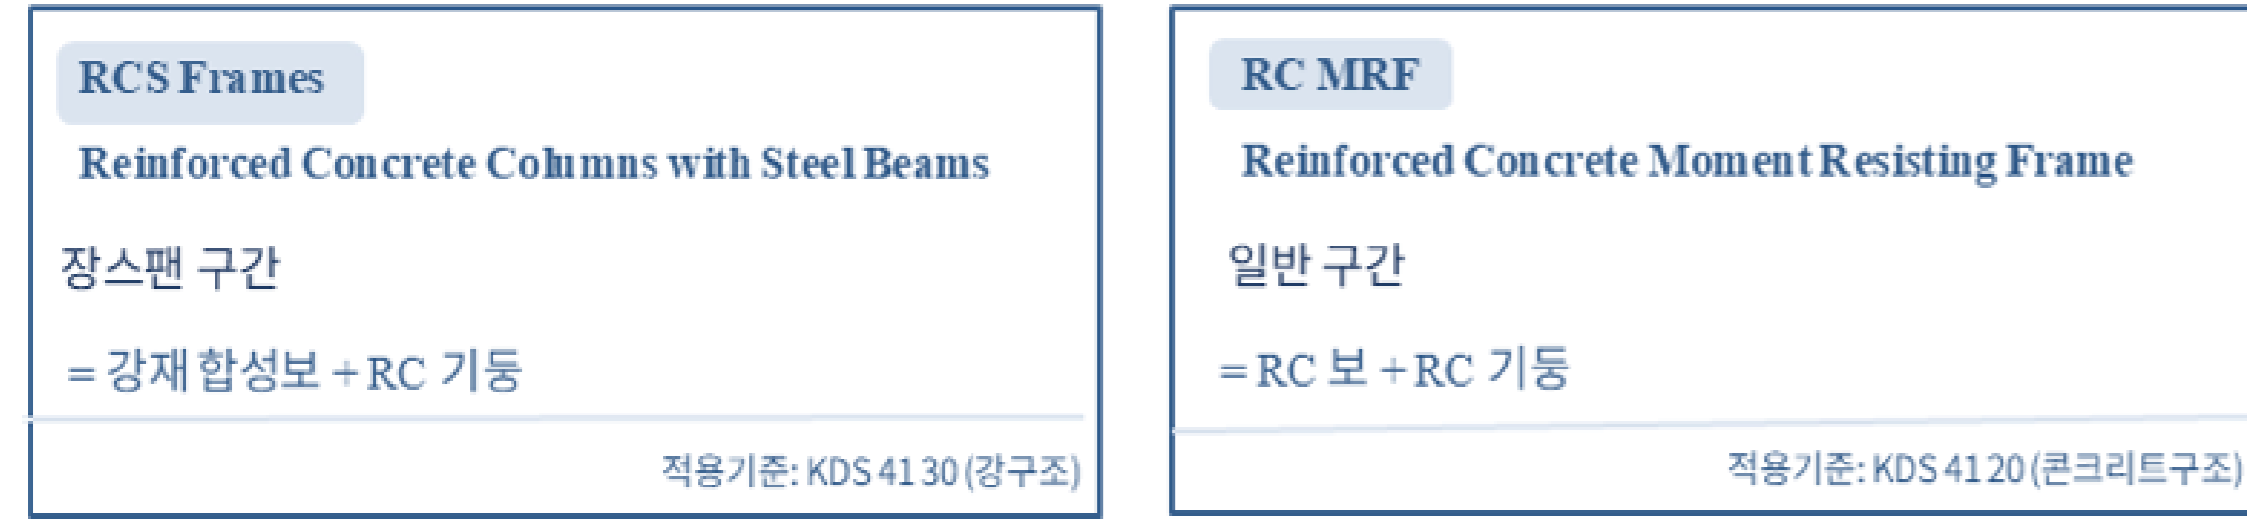 RCS Frames
Reinforced Concrete Columns with Steel Beams
장스팬 구간
= 강재 합성보 + RC 기둥
적용기준: KDS 41 30 (강구조)
RC MRF
Reinforced Concrete Moment Resisting Frame
일반 구간
= RC 보 + RC 기둥
적용기준: KDS 41 20 (콘크리트구조)